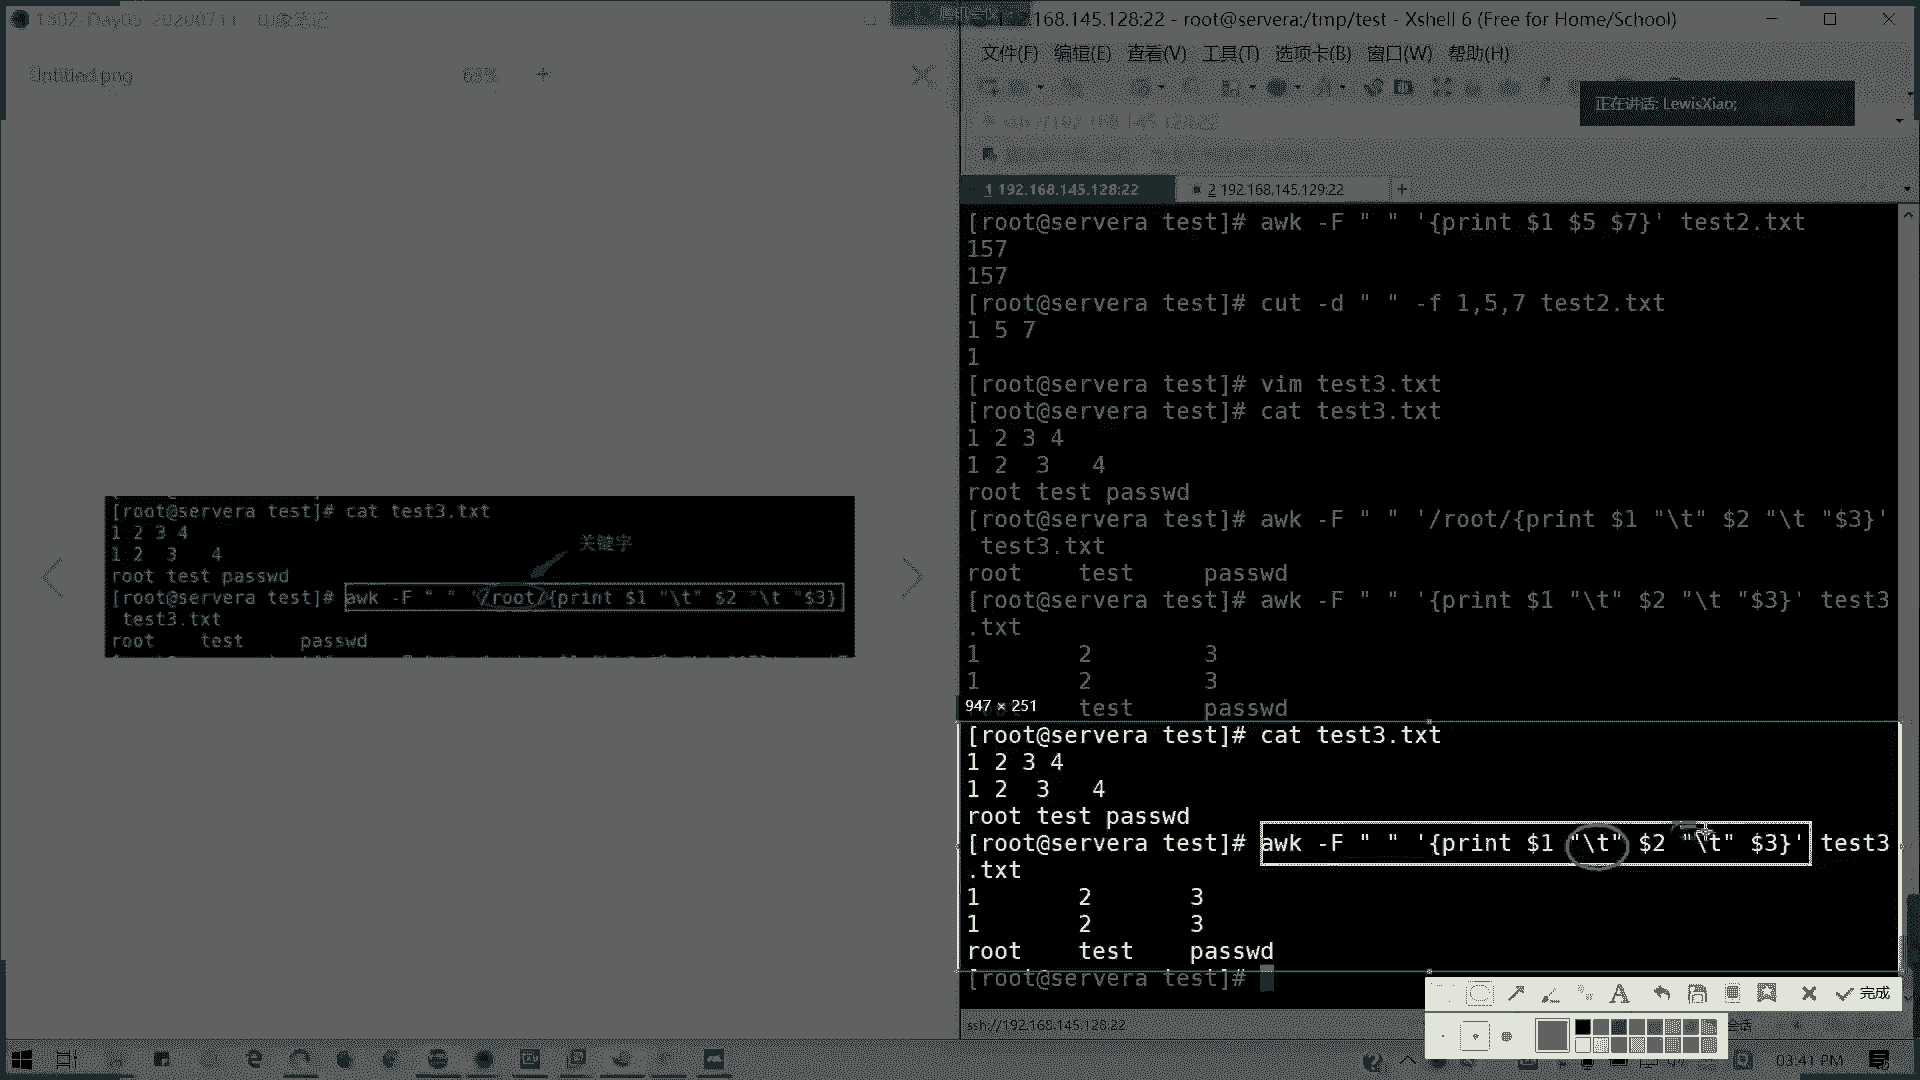 1802. Day05_20200711
Untitled.png
63%
+
[root@servera test]# cat test3.txt
1 2 3 4
1 2  3   4
root test passwd
[root@servera test]# awk -F " " '/root/{print $1 "\t" $2 "\t "$3}
 test3.txt
root    test     passwd
关键字
168.145.128:22 - root@servera:/tmp/test - Xshell 6 (Free for Home/School)
文件(F) 编辑(E) 查看(V) 工具(T) 选项卡(B) 窗口(W) 帮助(H)
正在讲话: LewisXiao;
ssh://192.168.145.128:22
1 192.168.145.128:22
2 192.168.145.129:22
+
[root@servera test]# awk -F " " '{print $1 $5 $7}' test2.txt
157
157
[root@servera test]# cut -d " " -f 1,5,7 test2.txt
1 5 7
1
[root@servera test]# vim test3.txt
[root@servera test]# cat test3.txt
1 2 3 4
1 2  3   4
root test passwd
[root@servera test]# awk -F " " '/root/{print $1 "\t" $2 "\t "$3}'
 test3.txt
root    test     passwd
[root@servera test]# awk -F " " '{print $1 "\t" $2 "\t "$3}' test3
.txt
1       2        3
1       2        3
test     passwd
947 × 251
[root@servera test]# cat test3.txt
1 2 3 4
1 2  3   4
root test passwd
[root@servera test]# awk -F " " '{print $1 "\t" $2 "\t" $3}' test3
.txt
1       2       3
1       2       3
root    test    passwd
[root@servera test]#
完成
ssh://192.168.145.128:22
会话
03:41 PM